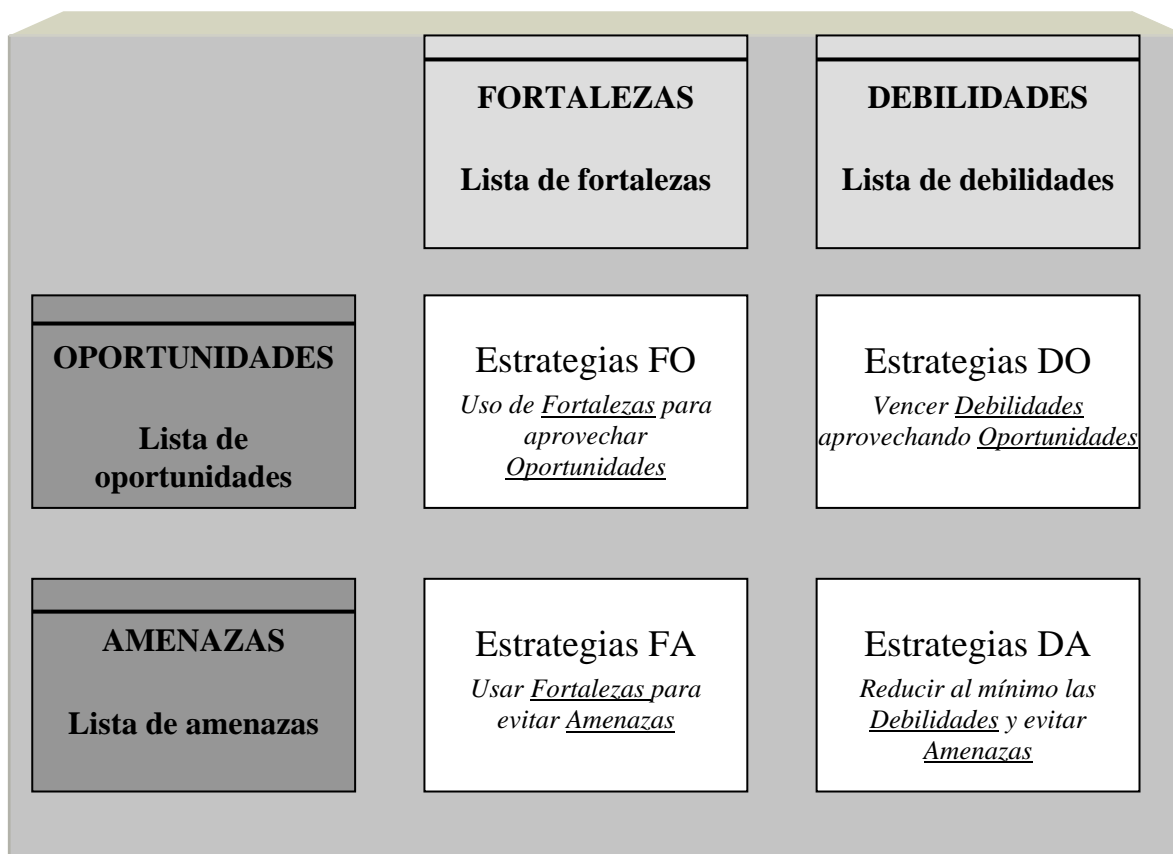 FORTALEZAS
Lista de fortalezas
DEBILIDADES
Lista de debilidades
OPORTUNIDADES
Lista de
oportunidades
Estrategias FO
Uso de Fortalezas para
aprovechar
Oportunidades
Estrategias DO
Vencer Debilidades
aprovechando Oportunidades
AMENAZAS
Lista de amenazas
Estrategias FA
Usar Fortalezas para
evitar Amenazas
Estrategias DA
Reducir al mínimo las
Debilidades y evitar
Amenazas